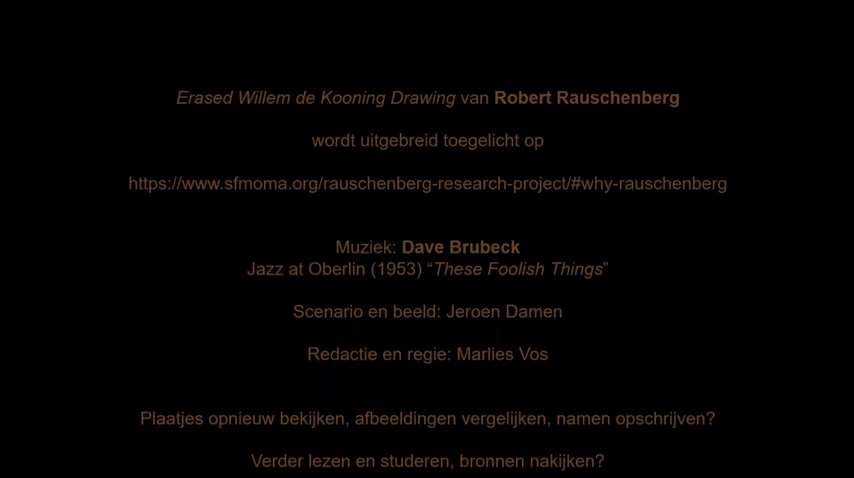 Erased Willem de Kooning Drawing van Robert Rauschenberg
wordt uitgebreid toegelicht op
https://www.sfmoma.org/rauschenberg-research-project/#why-rauschenberg
Muziek: Dave Brubeck
Jazz at Oberlin (1953) “These Foolish Things”
Scenario en beeld: Jeroen Damen
Redactie en regie: Marlies Vos
Plaatjes opnieuw bekijken, afbeeldingen vergelijken, namen opschrijven?
Verder lezen en studeren, bronnen nakijken?